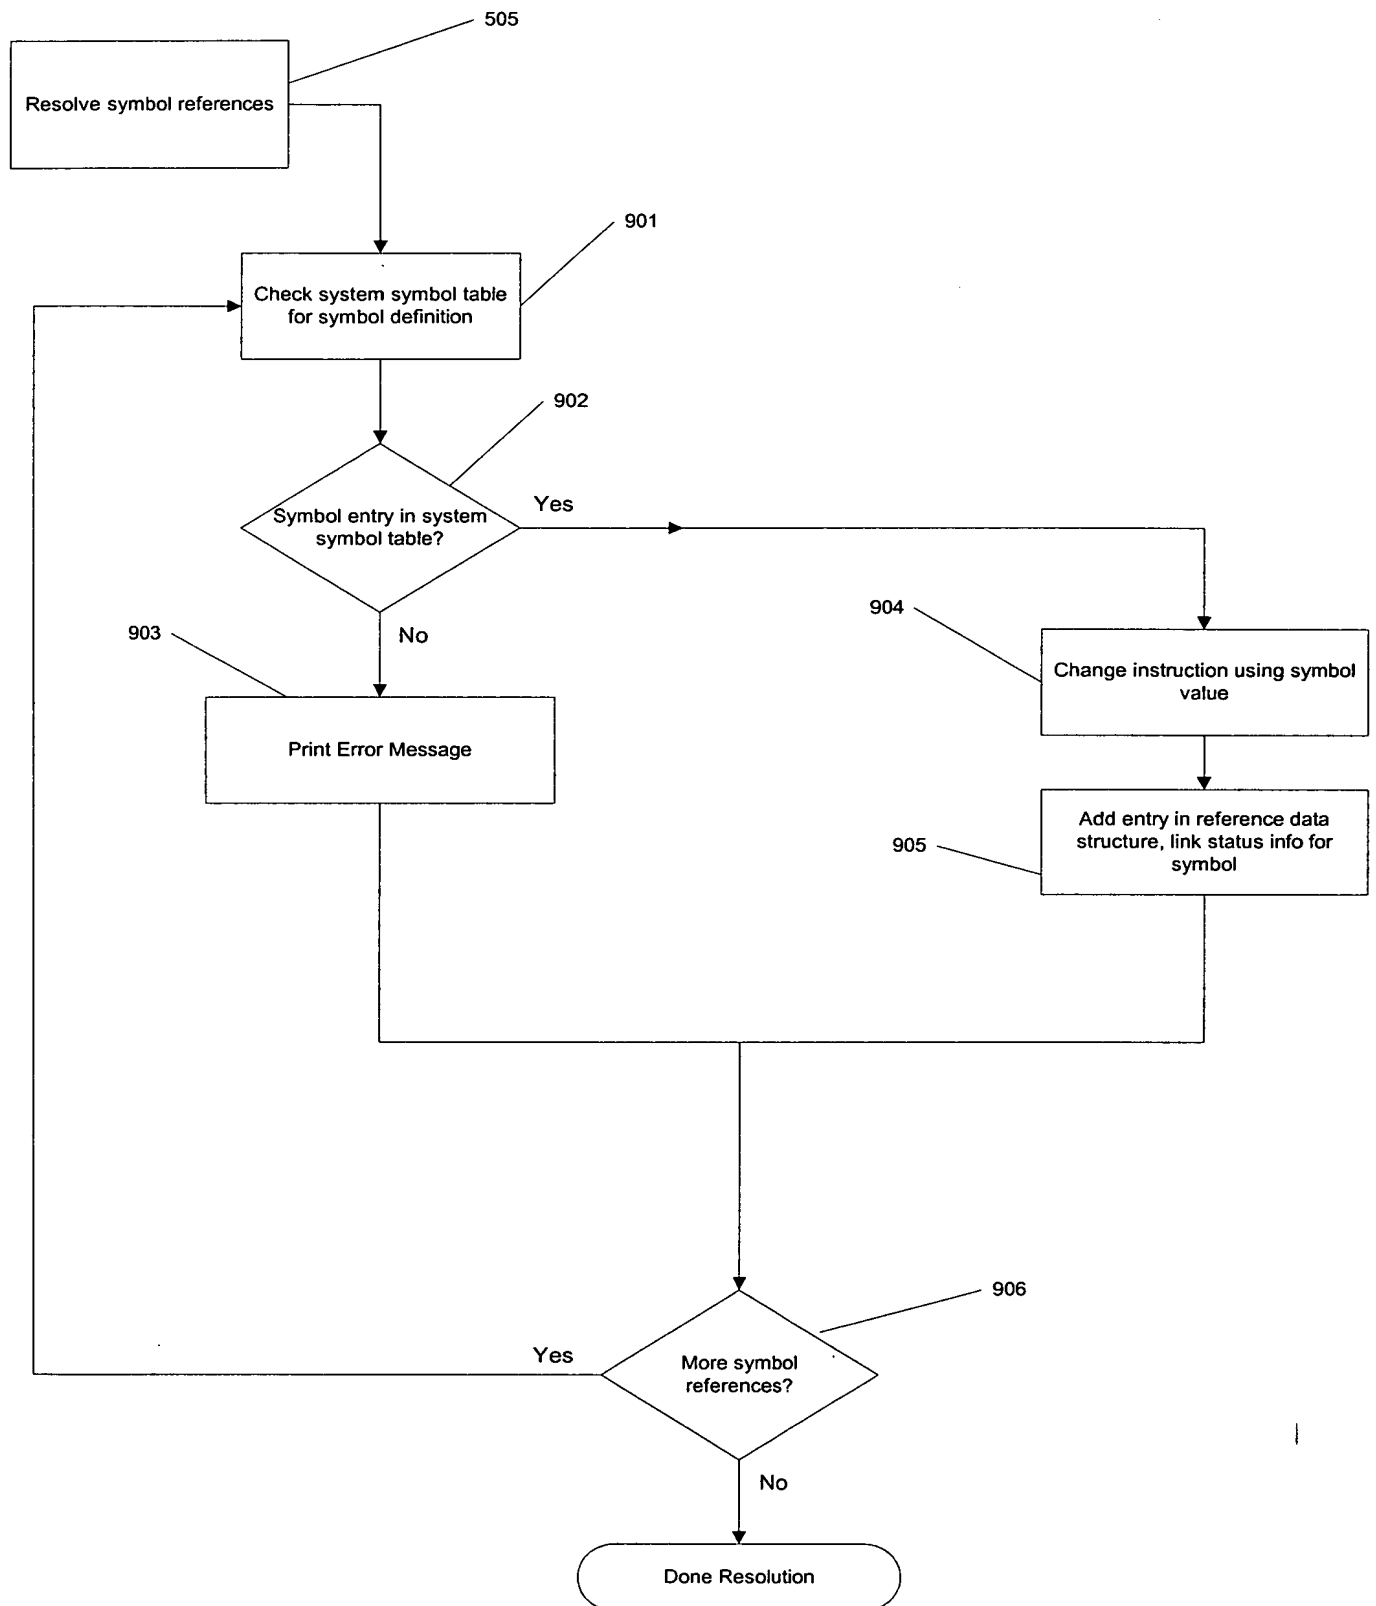 505
Resolve symbol references
901
Check system symbol table
for symbol definition
902
Symbol entry in system
symbol table?
Yes
904
903
No
Change instruction using symbol
value
Print Error Message
Add entry in reference data
structure, link status info for
symbol
905
906
Yes
More symbol
references?
No
Done Resolution